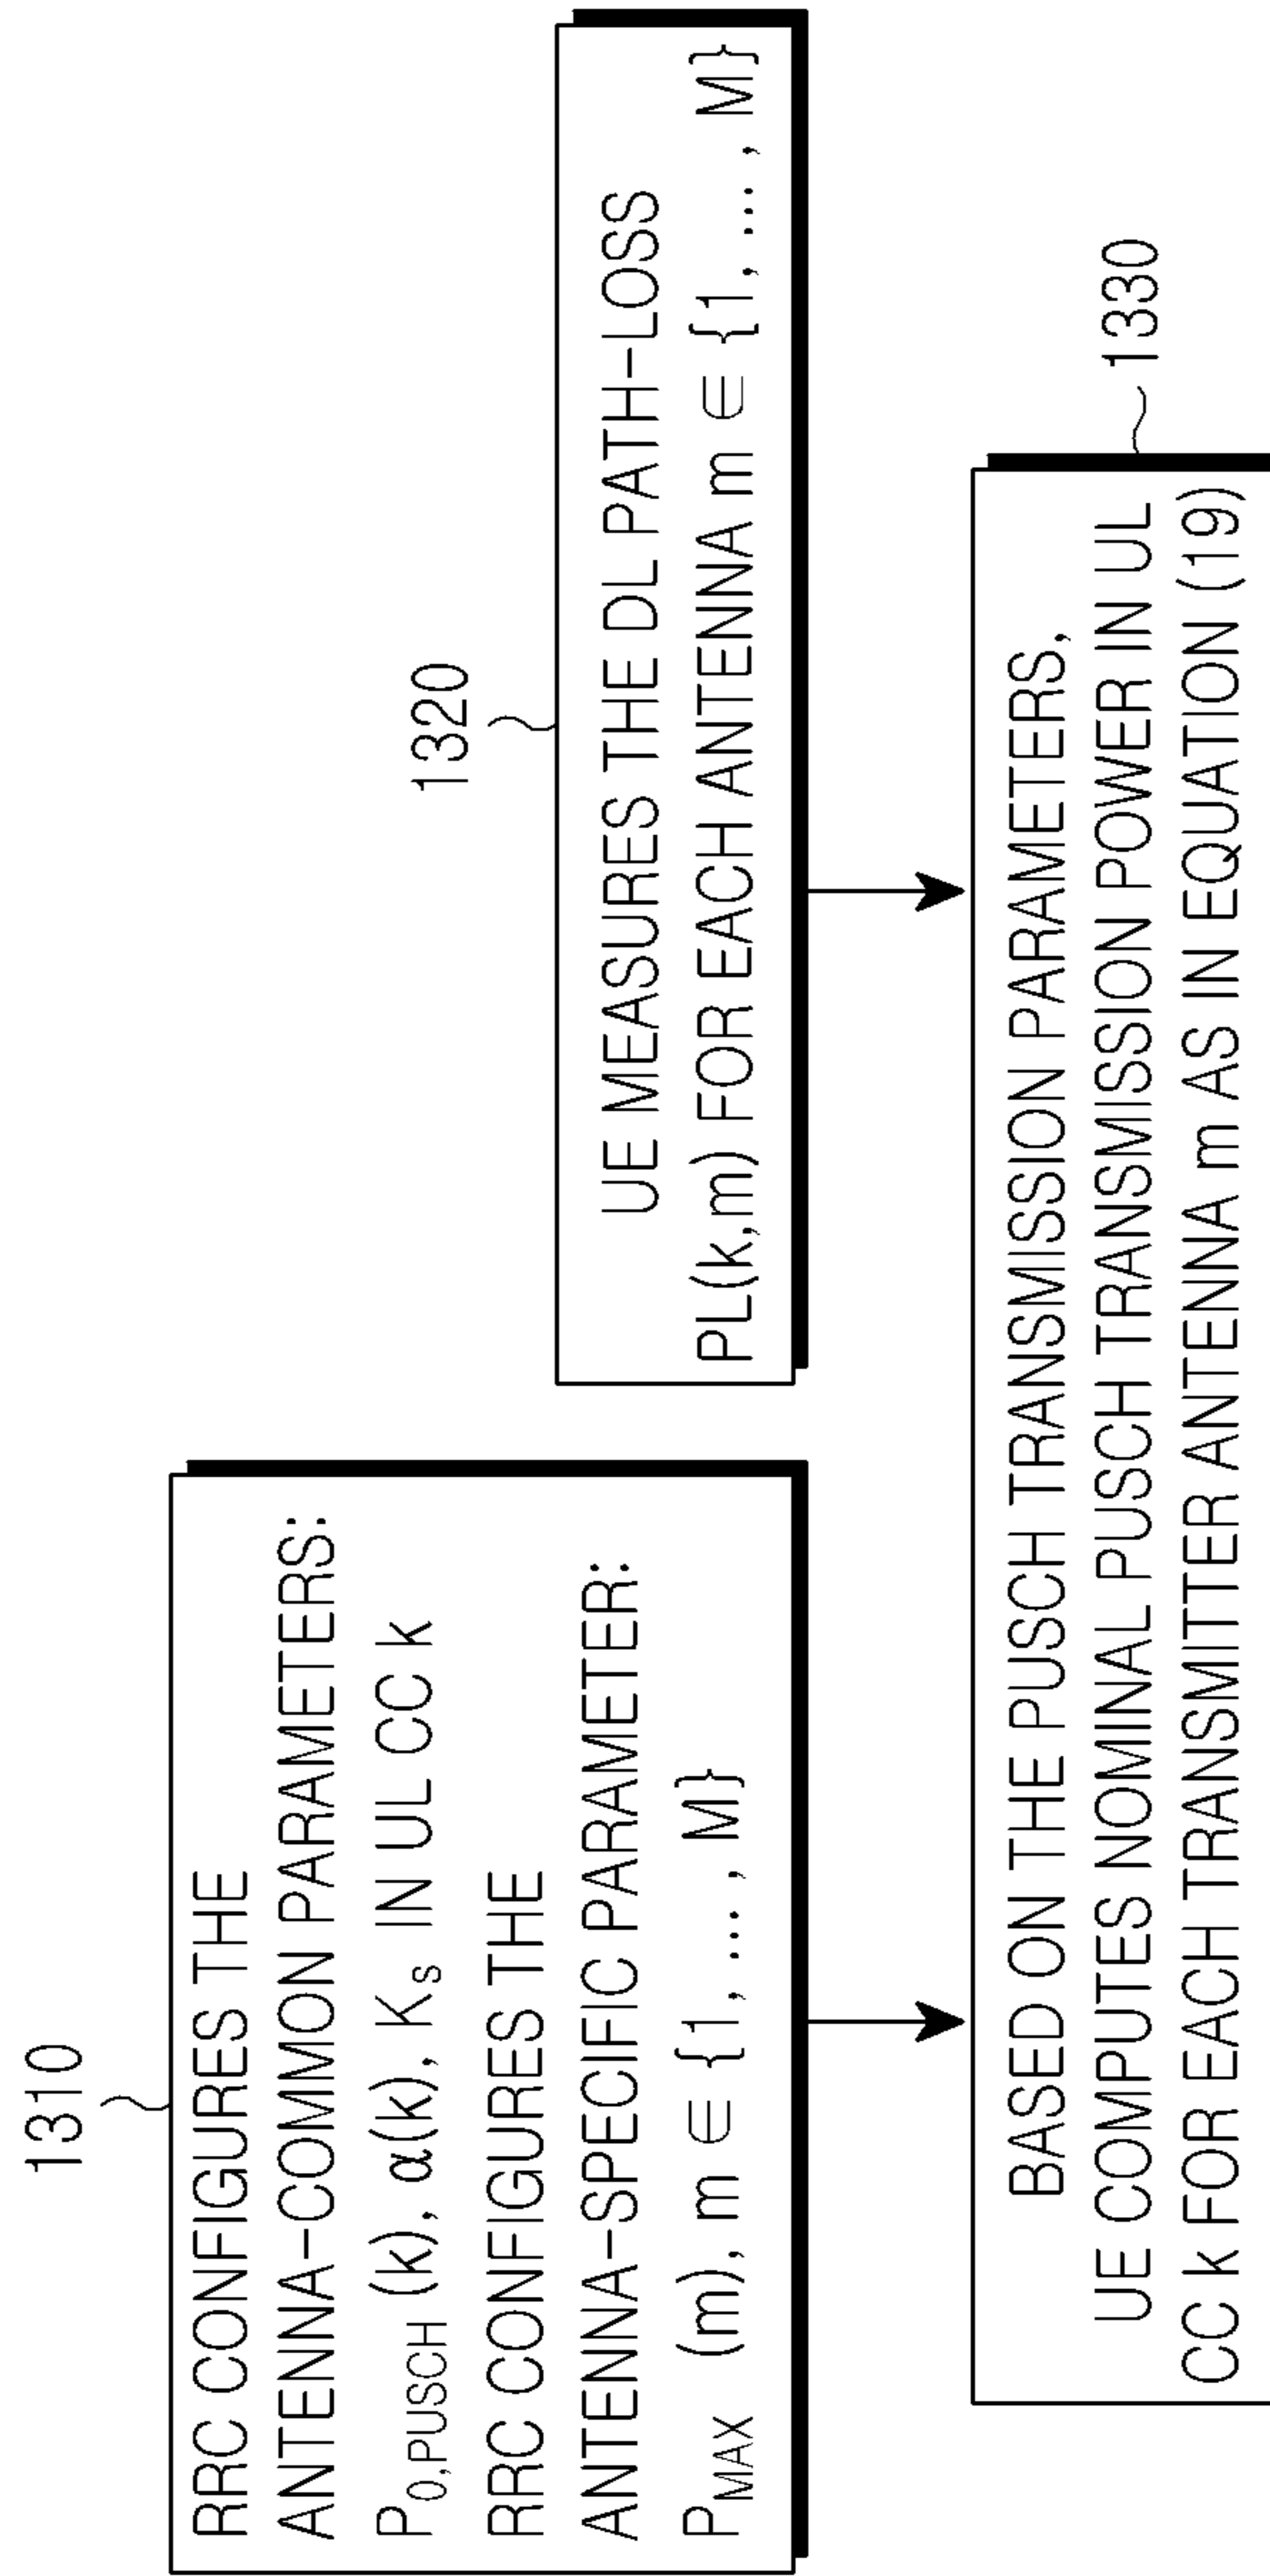 1310
RRC CONFIGURES THE
ANTENNA-COMMON PARAMETERS:
P0,PUSCH (k), α(k), Ks IN UL CC k
RRC CONFIGURES THE
ANTENNA-SPECIFIC PARAMETER:
PMAX (m), m ∈ {1, ... , M}
1320
UE MEASURES THE DL PATH-LOSS
PL(k,m) FOR EACH ANTENNA m ∈ {1, ... , M}
1330
BASED ON THE PUSCH TRANSMISSION PARAMETERS,
UE COMPUTES NOMINAL PUSCH TRANSMISSION POWER IN UL
CC k FOR EACH TRANSMITTER ANTENNA m AS IN EQUATION (19)